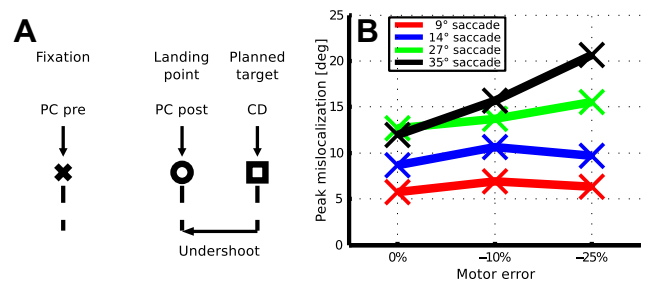 A
Fixation
Landing
point
Planned
target
PC pre
PC post
CD
Undershoot
B
9° saccade
14° saccade
27° saccade
35° saccade
Peak mislocalization [deg]
25
20
15
10
5
0
0%
−10%
−25%
Motor error